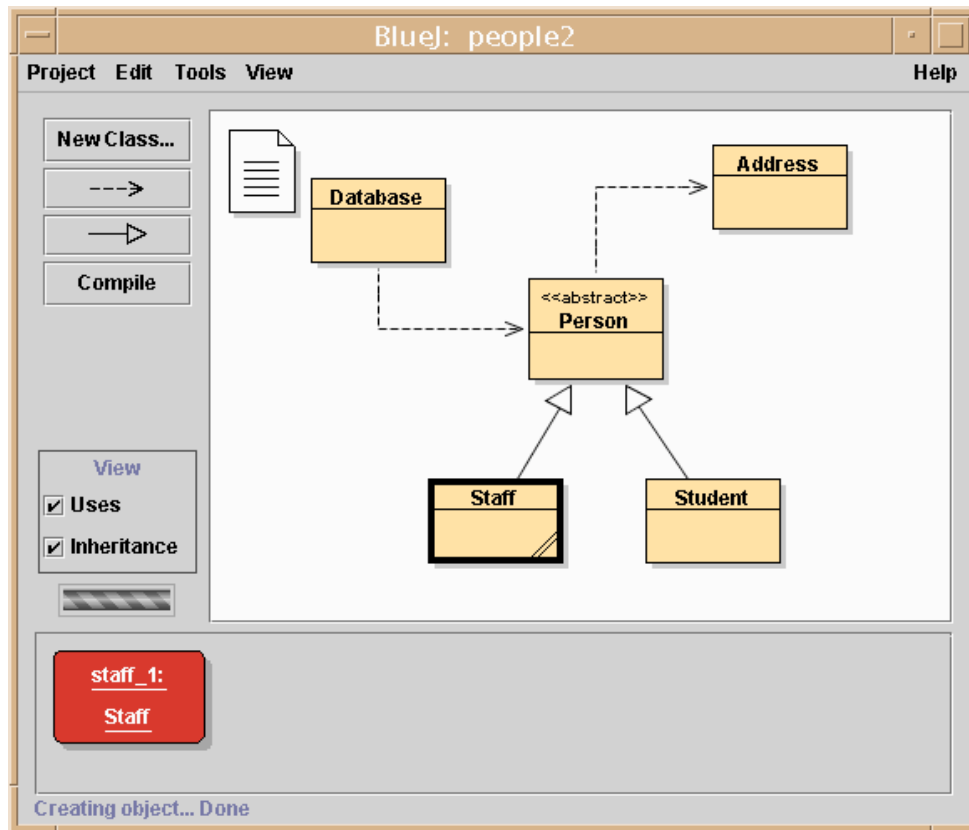 BlueJ: people2
Project Edit Tools View Help
New Class...
Compile
View
Uses
Inheritance
Database
Address
<<abstract>>
Person
Staff
Student
staff_1:
Staff
Creating object... Done